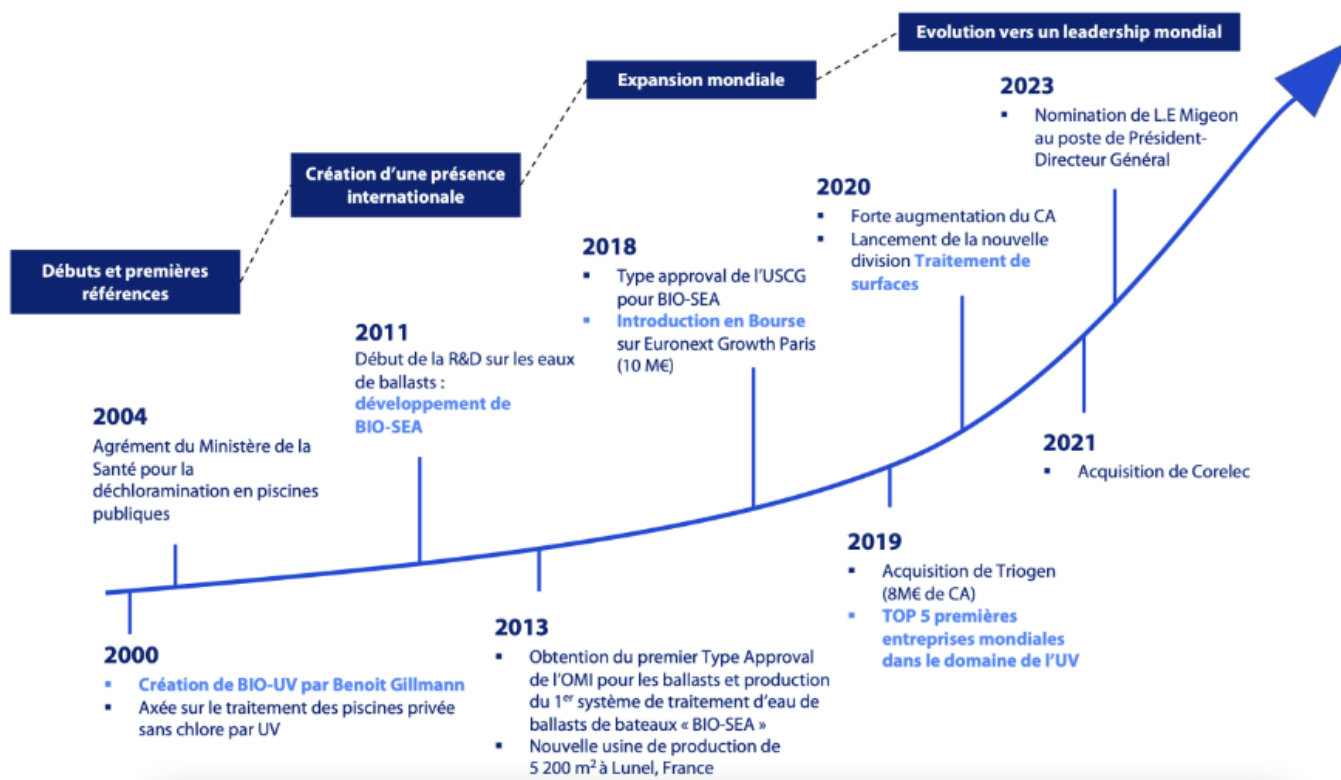 Evolution vers un leadership mondial
Expansion mondiale
Création d'une présence
internationale
Débuts et premières
références
2000
▪ Création de BIO-UV par Benoit Gillmann
▪ Axée sur le traitement des piscines privée
sans chlore par UV
2004
Agrément du Ministère de la
Santé pour la
déchloramination en piscines
publiques
2011
Début de la R&D sur les eaux
de ballasts :
développement de
BIO-SEA
2013
▪ Obtention du premier Type Approval
de l'OMI pour les ballasts et production
du 1er système de traitement d'eau de
ballasts de bateaux « BIO-SEA »
▪ Nouvelle usine de production de
5 200 m² à Lunel, France
2018
▪ Type approval de l'USCG
pour BIO-SEA
▪ Introduction en Bourse
sur Euronext Growth Paris
(10 M€)
2019
▪ Acquisition de Triogen
(8M€ de CA)
▪ TOP 5 premières
entreprises mondiales
dans le domaine de l'UV
2020
▪ Forte augmentation du CA
▪ Lancement de la nouvelle
division Traitement de
surfaces
2021
▪ Acquisition de Corelec
2023
▪ Nomination de L.E Migeon
au poste de Président-
Directeur Général